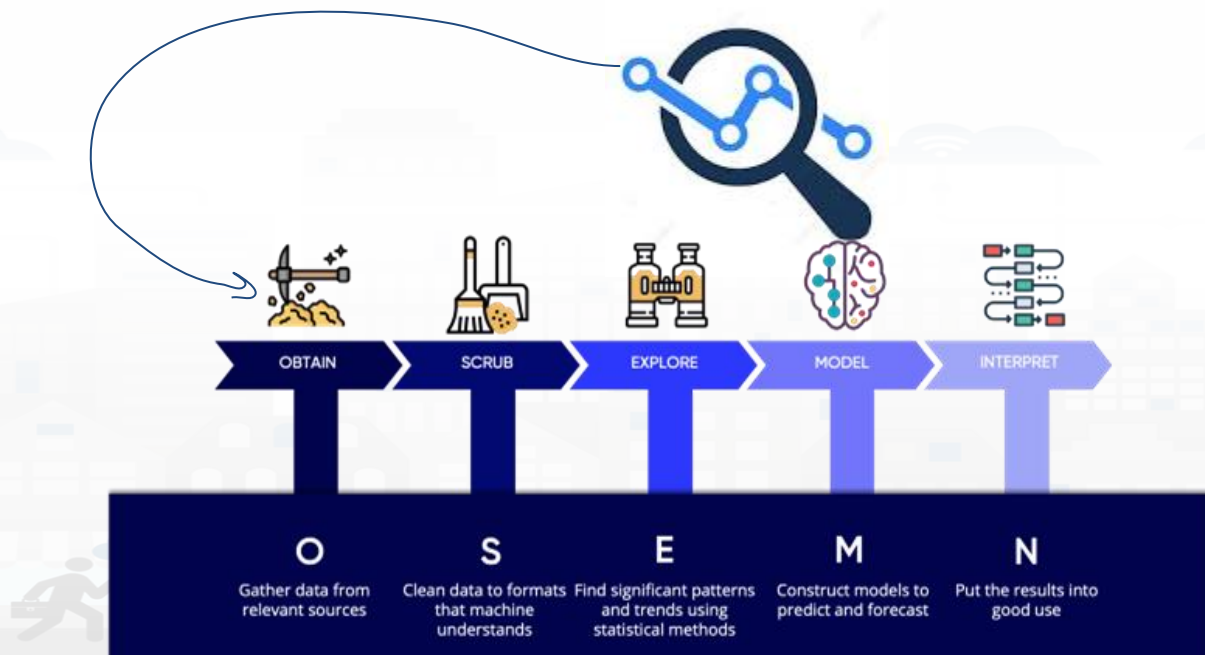 OBTAIN
SCRUB
EXPLORE
MODEL
INTERPRET
O
Gather data from
relevant sources
S
Clean data to formats
that machine
understands
E
Find significant patterns
and trends using
statistical methods
M
Construct models to
predict and forecast
N
Put the results into
good use